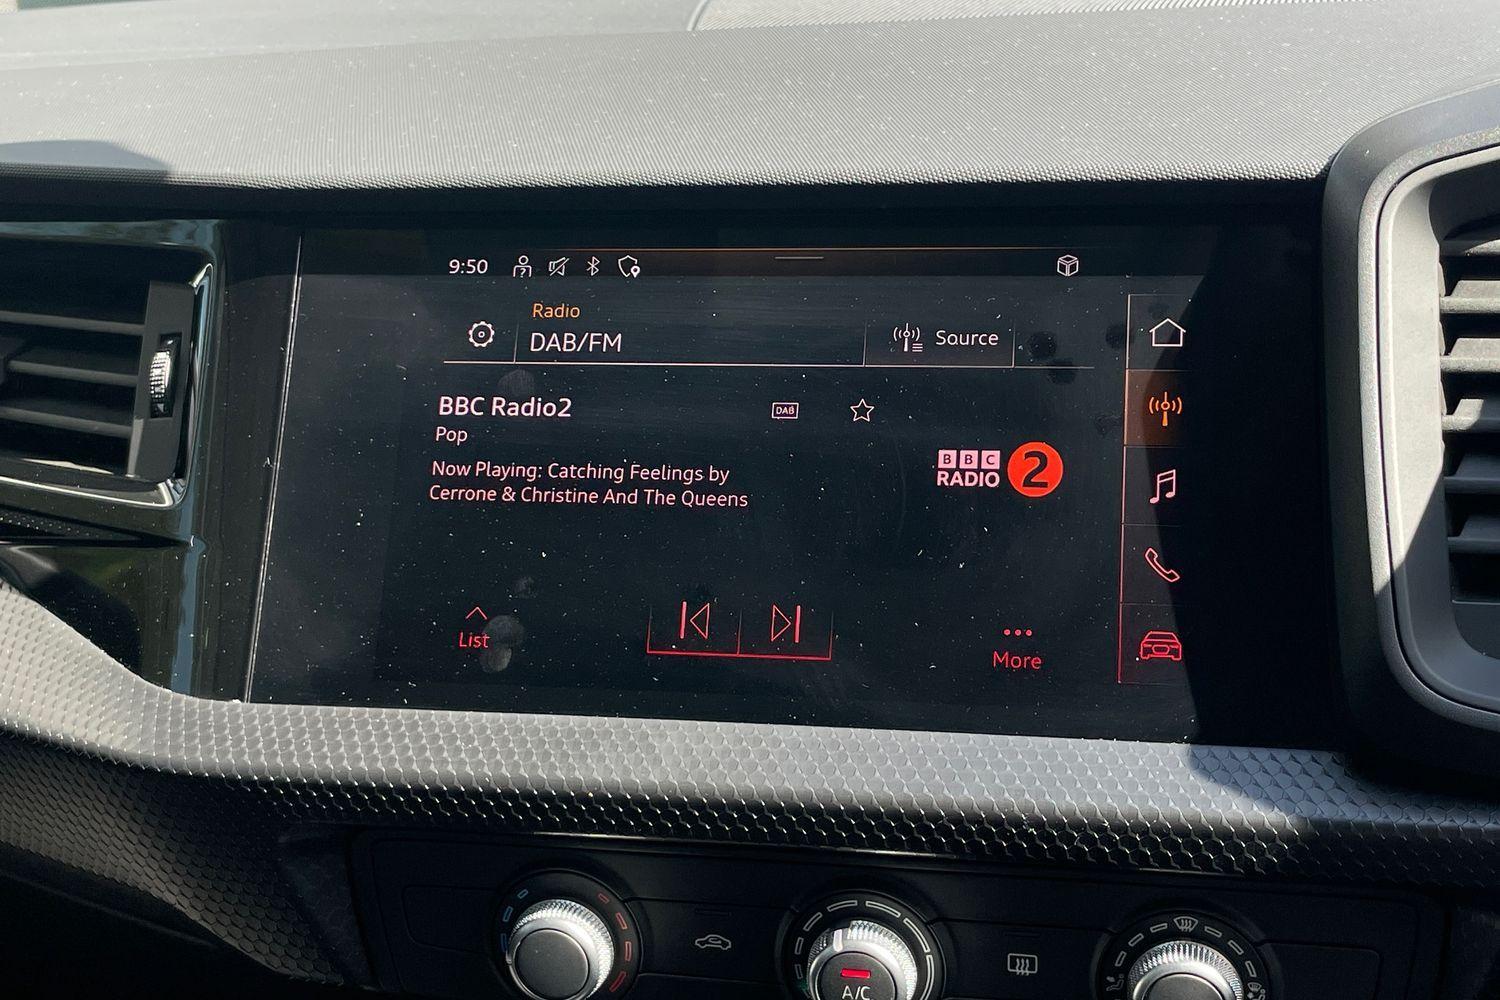 9:50
Radio
DAB/FM
Source
BBC Radio2
DAB
Pop
Now Playing: Catching Feelings by
Cerrone & Christine And The Queens
BBC
RADIO 2
List
More
A/C